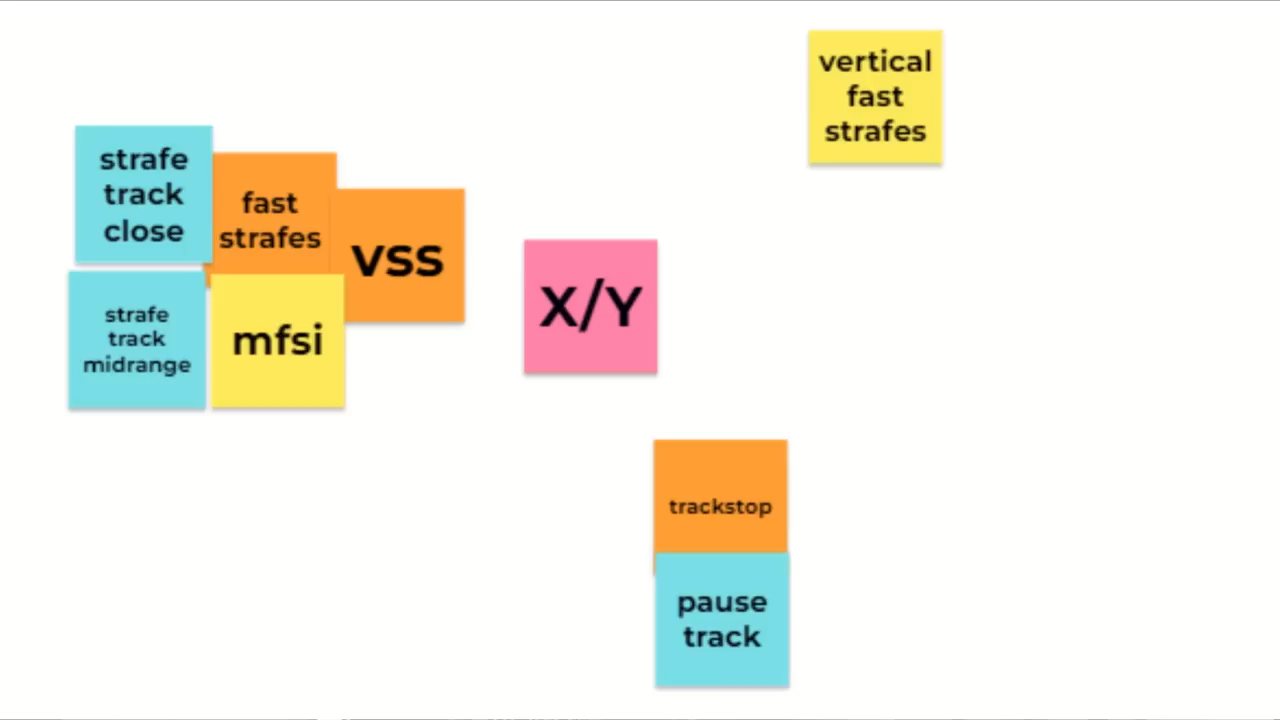 vertical
fast
strafes
strafe
track
close
fast
strafes
vss
X/Y
strafe
track
midrange
mfsi
trackstop
pause
track